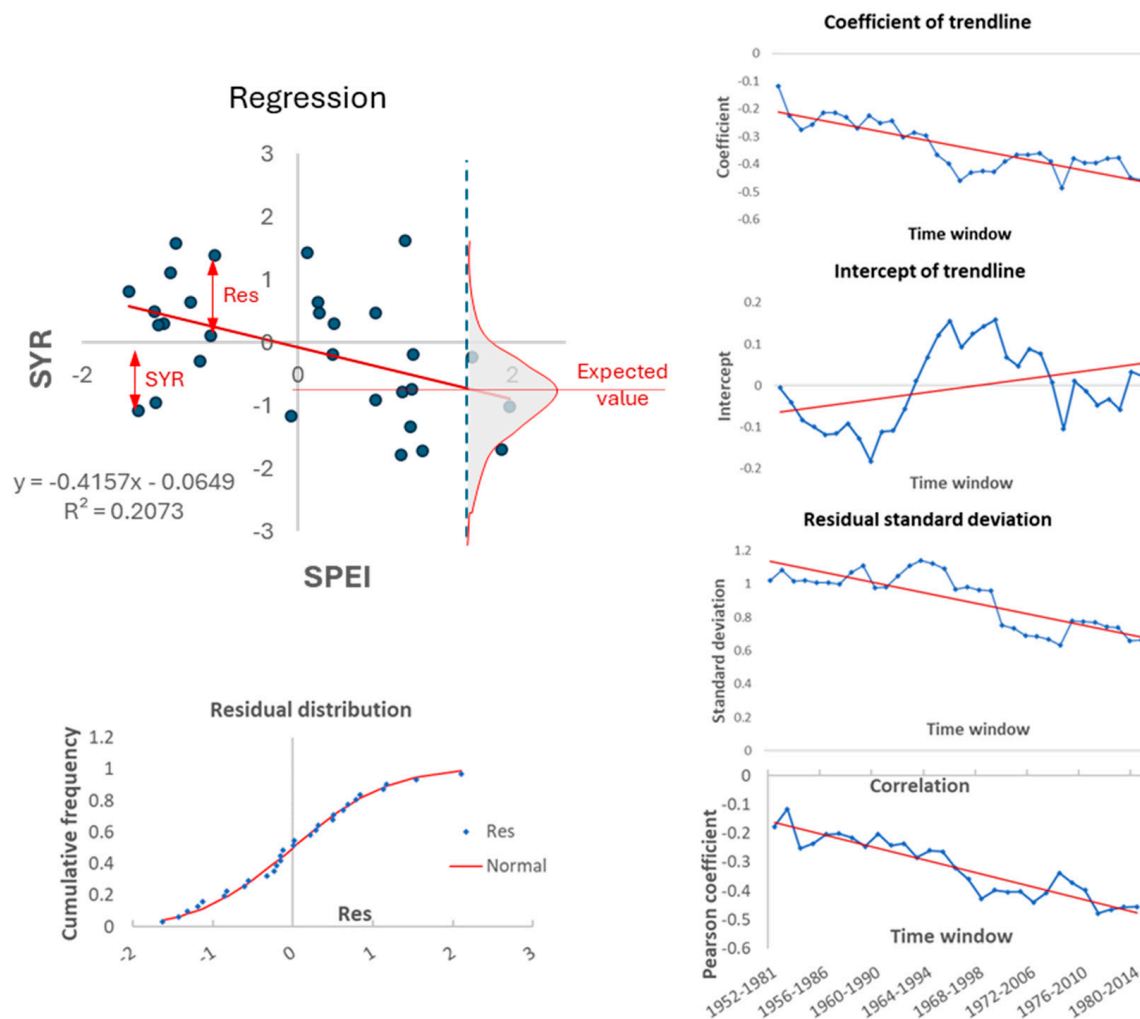 Regression
3
2
1
0
-1
-2
-3
-2
0
2
SYR
SPEI
Res
SYR
Expected
value
y = -0.4157x - 0.0649
R² = 0.2073
Residual distribution
1.2
1
0.8
0.6
0.4
0.2
0
-2
-1
0
1
2
3
Cumulative frequency
Res
Res
Normal
Coefficient of trendline
0
-0.1
-0.2
-0.3
-0.4
-0.5
-0.6
Coefficient
Time window
Intercept of trendline
0.2
0.1
0
-0.1
-0.2
Intercept
Time window
Residual standard deviation
1.2
1
0.8
0.6
0.4
0.2
0
Standard deviation
Time window
Correlation
0
-0.1
-0.2
-0.3
-0.4
-0.5
-0.6
Pearson coefficient
Time window
1952-1981
1956-1986
1960-1990
1964-1994
1968-1998
1972-2006
1976-2010
1980-2014